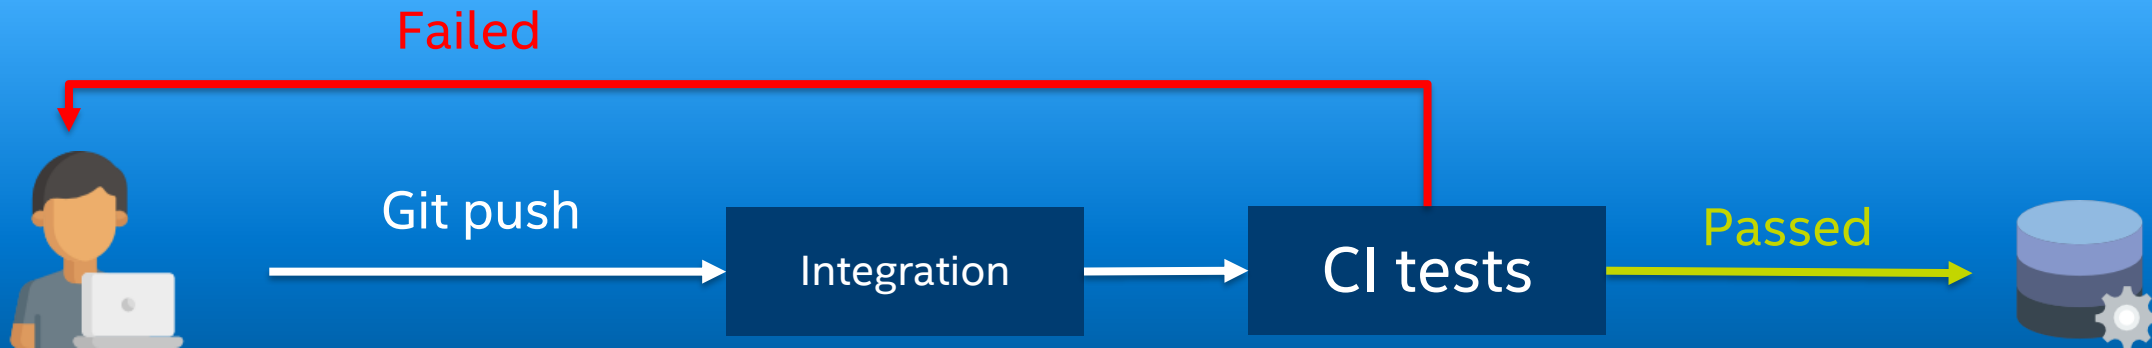 Failed
Git push
Integration
CI tests
Passed